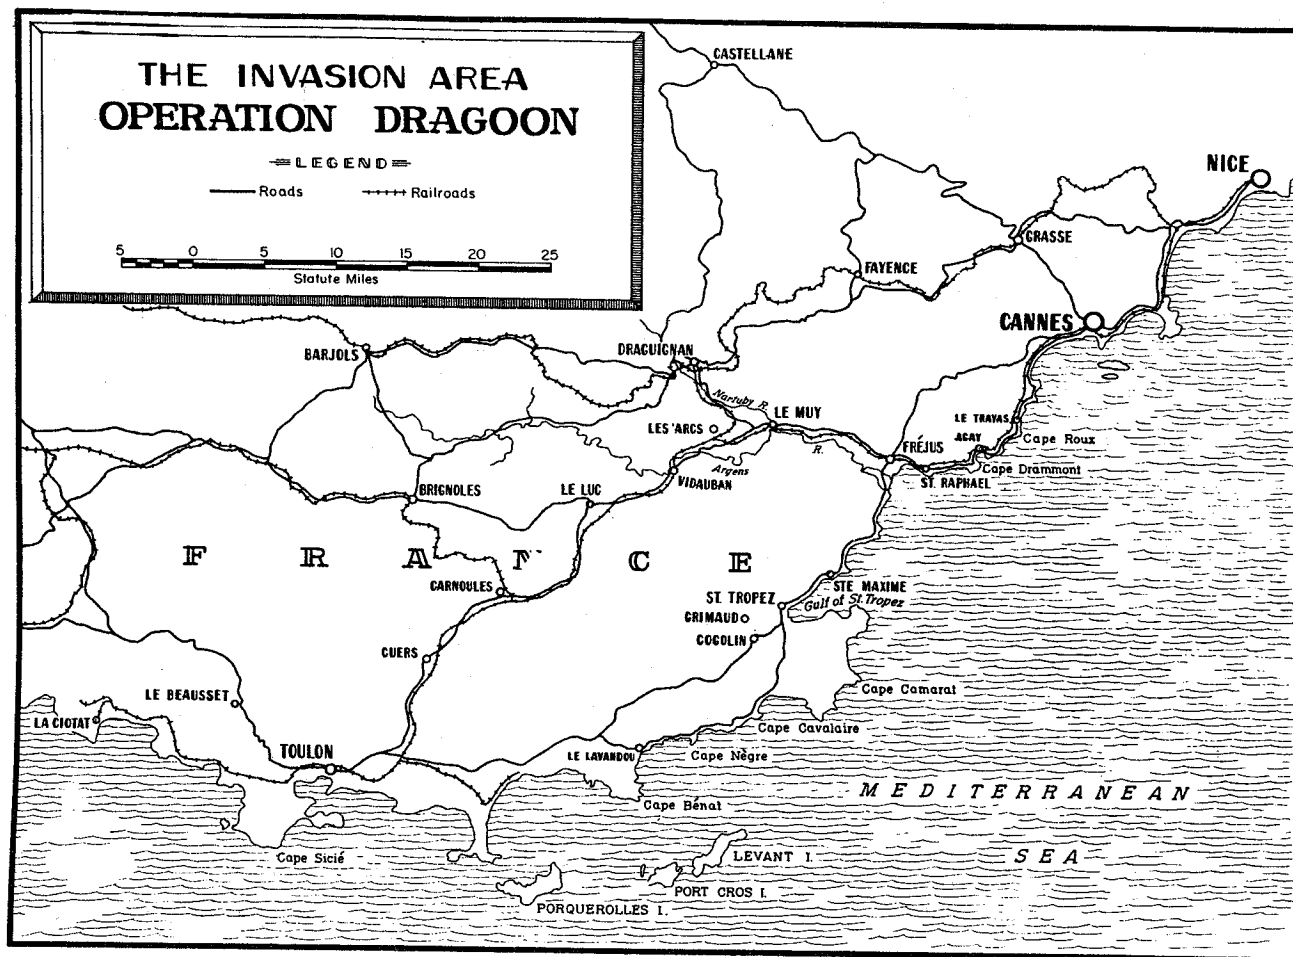 THE INVASION AREA
OPERATION DRAGOON
LEGEND
Roads Railroads
5 0 5 10 15 20 25
Statute Miles
CASTELLANE
NICE
GRASSE
FAYENCE
CANNES
BARJOLS
DRAGUIGNAN
Nartuby R.
LE MUY
LES ARCS
LE TRAYAS
Cape Roux
AGAY
FRÉJUS
R.
Cape Drammont
Argens
VIDAUBAN
ST. RAPHAEL
BRIGNOLES
LE LUC
FRANCE
CARNOULES
STE MAXIME
ST. TROPEZ
Gulf of St. Tropez
GRIMAUD
COGOLIN
CUERS
LE BEAUSSET
Cape Camarat
LA CIOTAT
Cape Cavalaire
TOULON
LE LAVANDOU
Cape Nègre
MEDITERRANEAN
Cape Bénat
SEA
Cape Sicié
LEVANT I.
PORT CROS I.
PORQUEROLLES I.